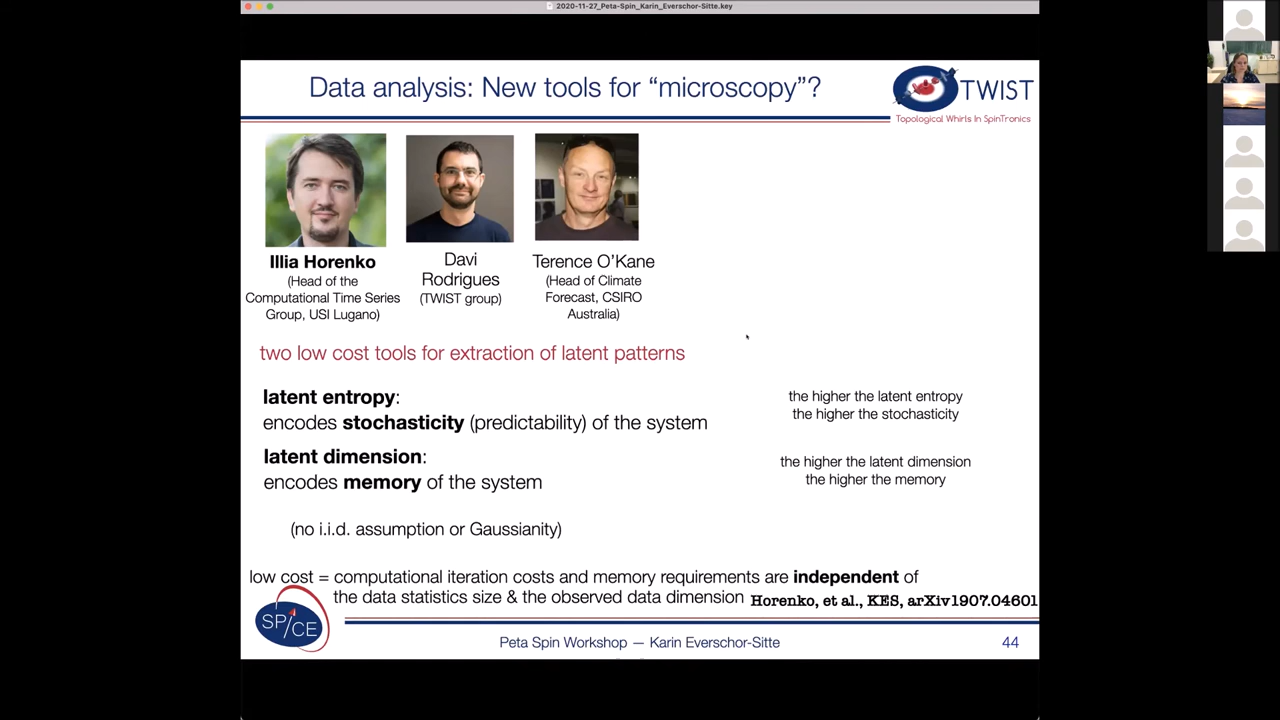 2020-11-27_Peta-Spin_Karin_Everschor-Sitte.key
Data analysis: New tools for “microscopy”?
TWIST
Topological Whirls In SpinTronics
Illia Horenko
(Head of the
Computational Time Series
Group, USI Lugano)
Davi
Rodrigues
(TWIST group)
Terence O’Kane
(Head of Climate
Forecast, CSIRO
Australia)
two low cost tools for extraction of latent patterns
latent entropy:
encodes stochasticity (predictability) of the system
the higher the latent entropy
the higher the stochasticity
latent dimension:
encodes memory of the system
the higher the latent dimension
the higher the memory
(no i.i.d. assumption or Gaussianity)
low cost = computational iteration costs and memory requirements are independent of
the data statistics size & the observed data dimension
Horenko, et al., KES, arXiv1907.04601
SPICE
Peta Spin Workshop — Karin Everschor-Sitte
44